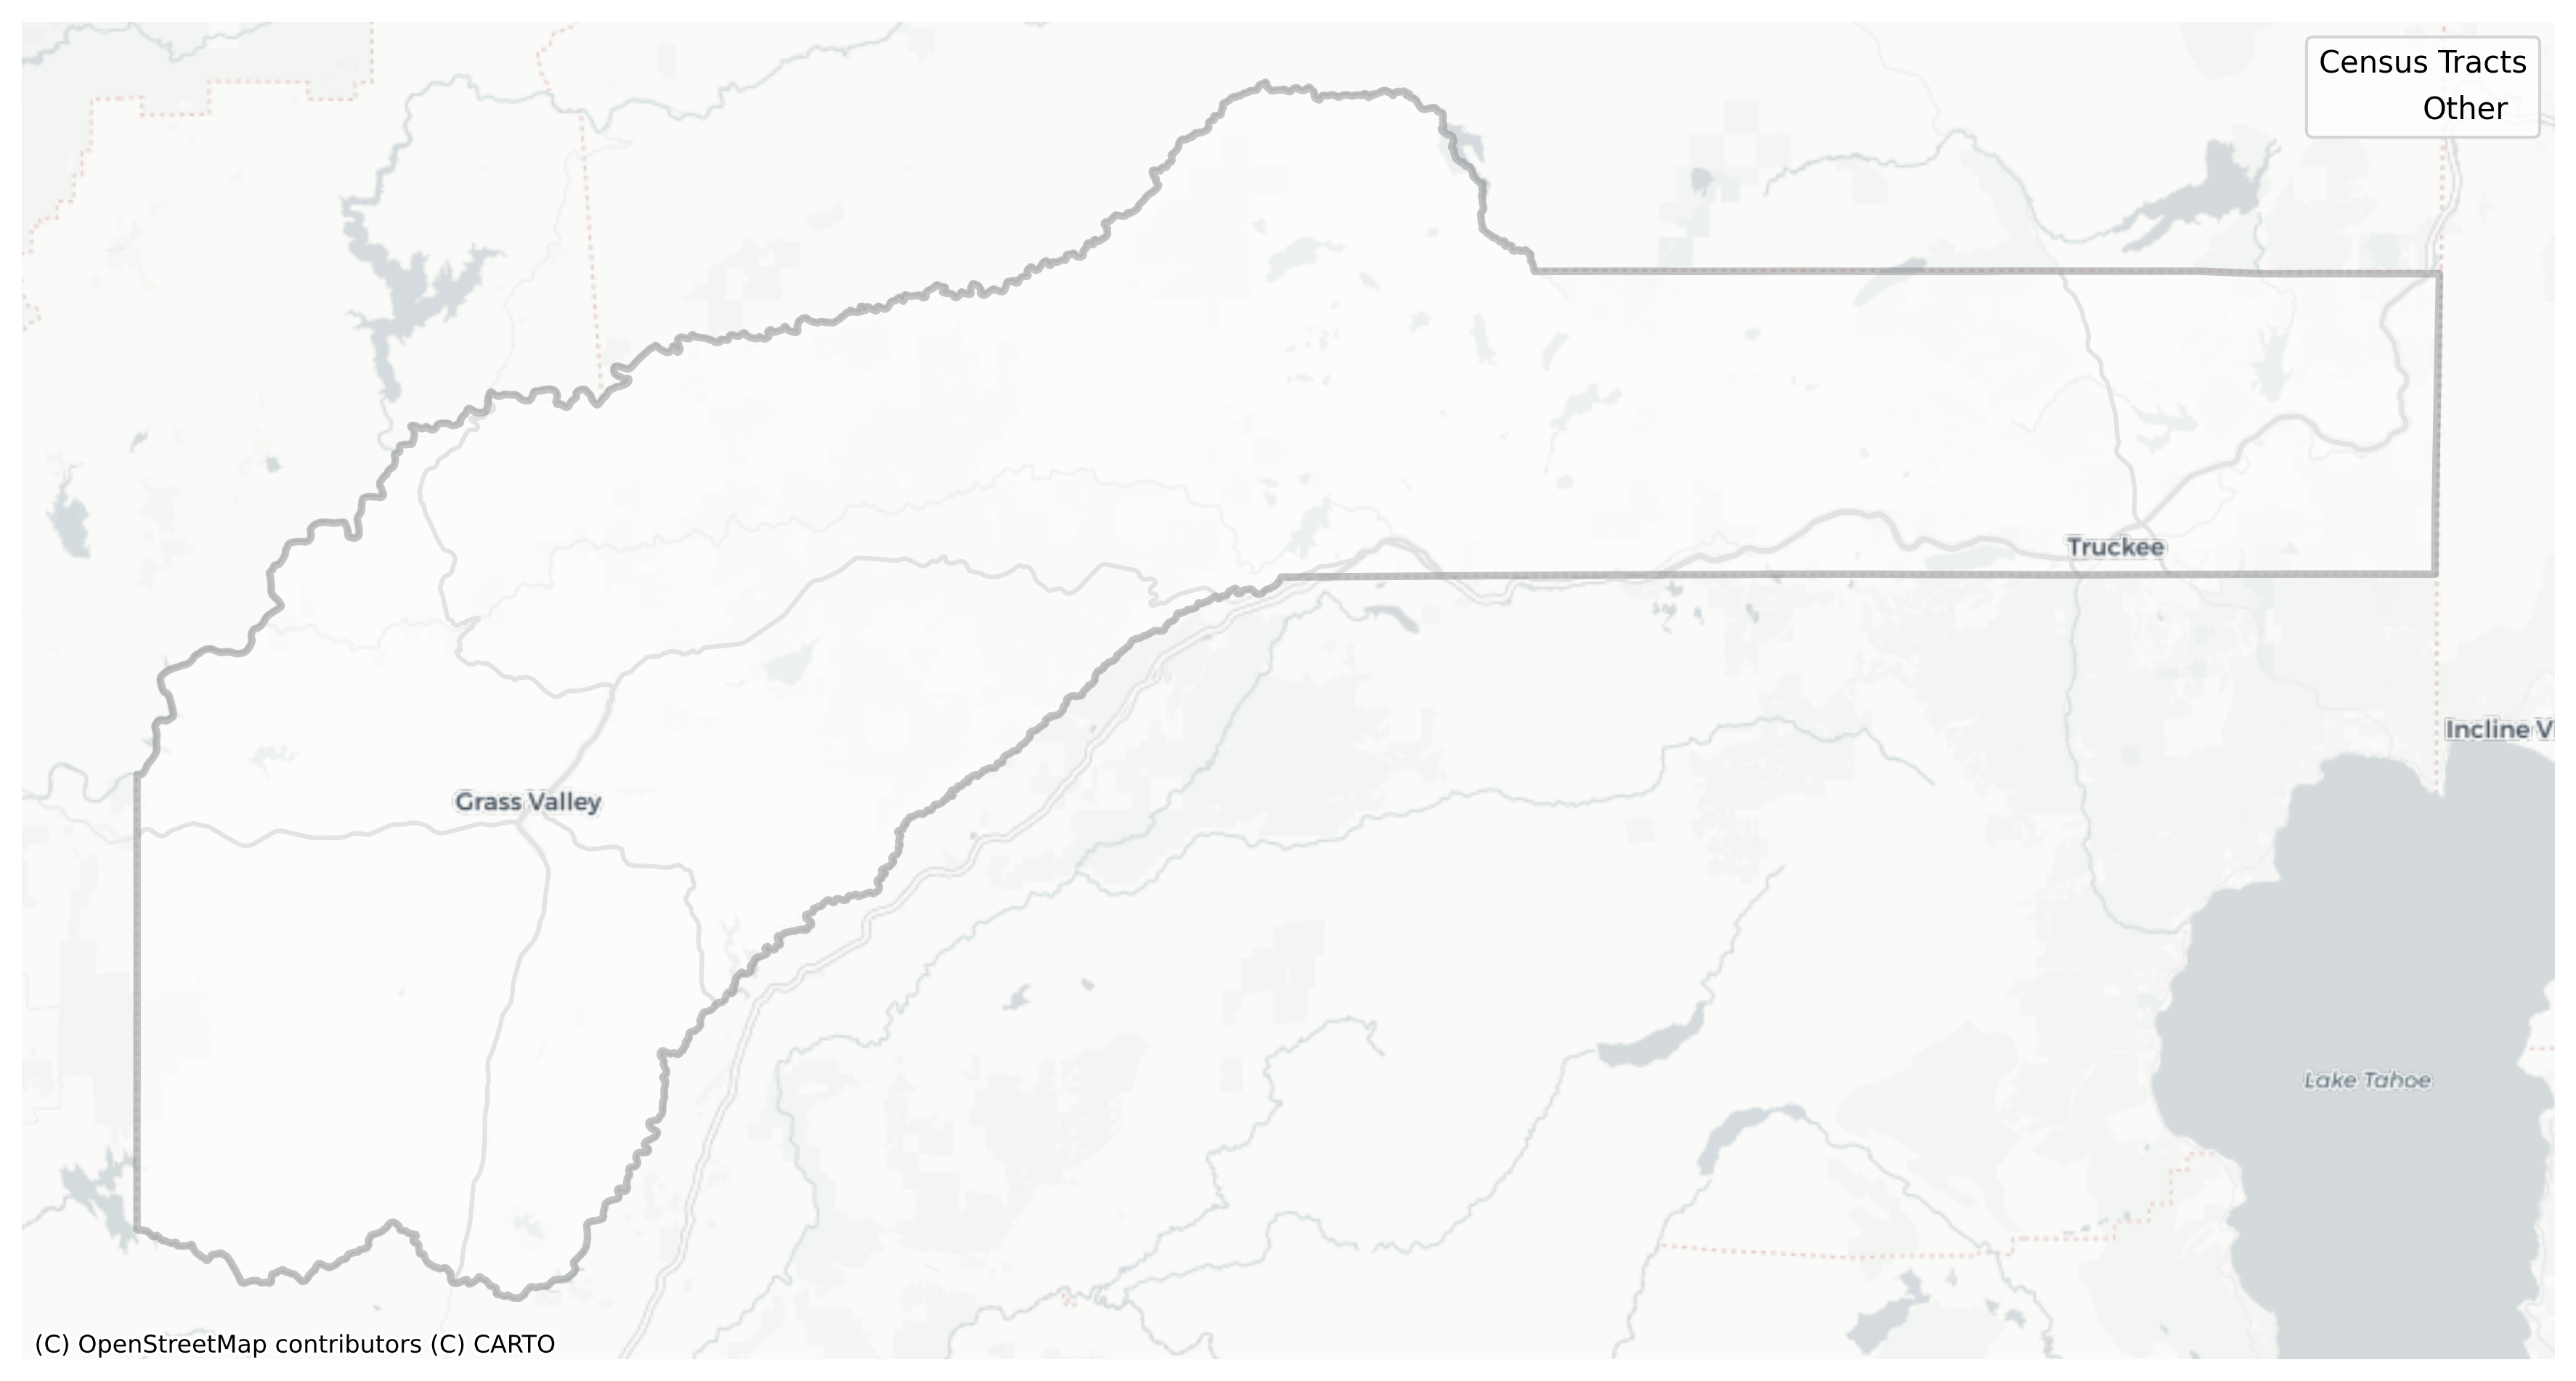 Census Tracts
Other
Truckee
Incline V
Grass Valley
Lake Tahoe
(C) OpenStreetMap contributors (C) CARTO